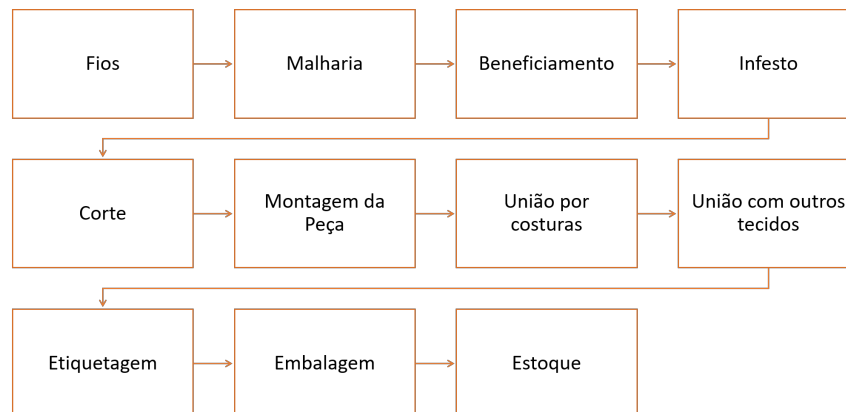 Fios
Malharia
Beneficiamento
Infesto
Corte
Montagem da
Peça
União por
costuras
União com outros
tecidos
Etiquetagem
Embalagem
Estoque